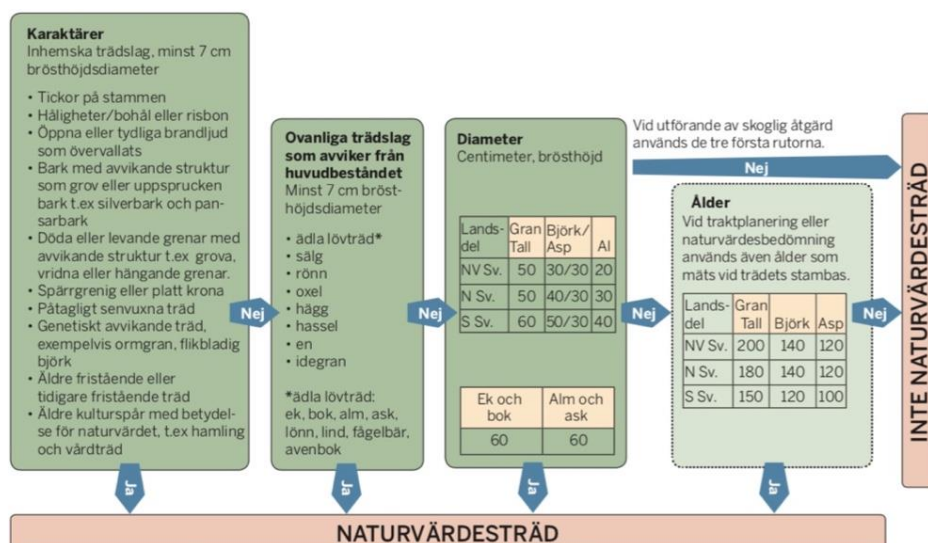 Karaktärer
Inhemska trädslag, minst 7 cm
brösthöjdsdiameter
• Tickor på stammen
• Håligheter/bohål eller risbon
• Öppna eller tydliga brandljud
som övervallats
• Bark med avvikande struktur
som grov eller uppsprucken
bark t.ex silverbark och pan-
sarbark
• Döda eller levande grenar med
avvikande struktur t.ex grova,
vridna eller hängande grenar.
• Spärrgrenig eller platt krona
• Påtagligt senvuxna träd
• Genetiskt avvikande träd,
exempelvis ormgran, flikbladig
björk
• Äldre fristående eller
tidigare fristående träd
• Äldre kulturspår med betydel-
se för naturvärdet, t.ex hamling
och vårdträd
Nej
Ja
Ovanliga trädslag
som avviker från
huvudbeståndet
Minst 7 cm bröst-
höjdsdiameter
• ädla lövträd*
• sälg
• rönn
• oxel
• hägg
• hassel
• en
• idegran
*ädla lövträd:
ek, bok, alm, ask,
lönn, lind, fågelbär,
avenbok
Nej
Ja
Diameter
Centimeter, brösthöjd
Lands-
del Gran Tall Björk/ Asp Al
NV Sv. 50 30/30 20
N Sv. 50 40/30 30
S Sv. 60 50/30 40
Ek och bok Alm och ask
60 60
Nej
Ja
Vid utförande av skoglig åtgärd
används de tre första rutorna.
Nej
Ålder
Vid traktplanering eller
naturvärdesbedömning
används även ålder som
mäts vid trädets stambas.
Lands-
del Gran Tall Björk Asp
NV Sv. 200 140 120
N Sv. 180 140 120
S Sv. 150 120 100
Nej
Ja
INTE NATURVÄRDESTRÄD
NATURVÄRDESTRÄD